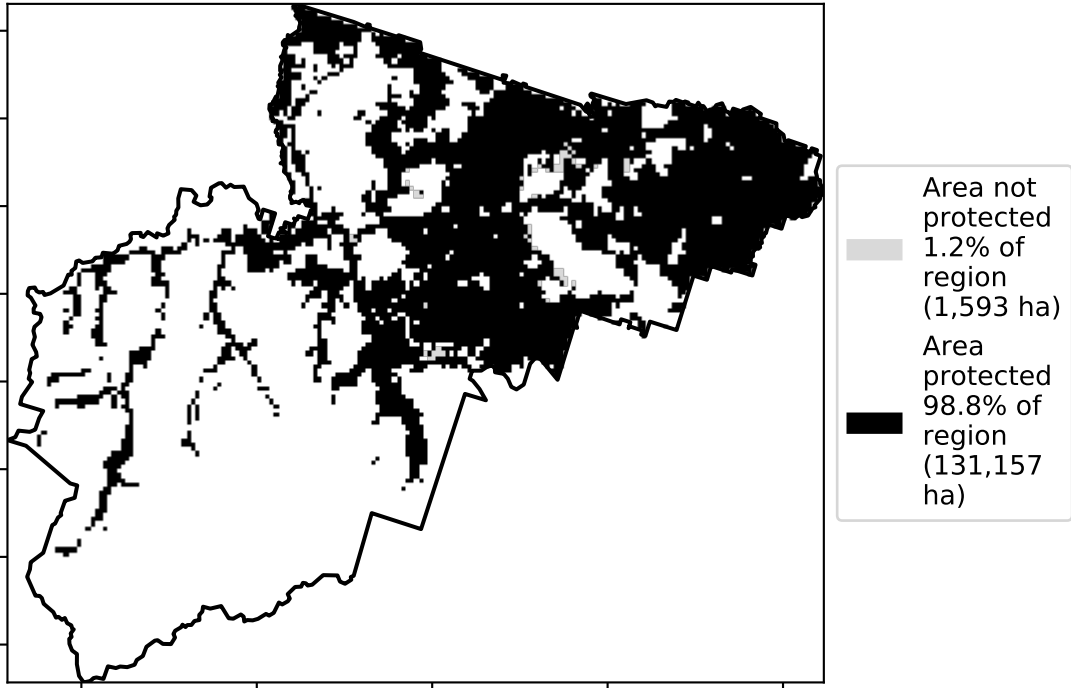 Area not
protected
1.2% of
region
(1,593 ha)
Area
protected
98.8% of
region
(131,157
ha)